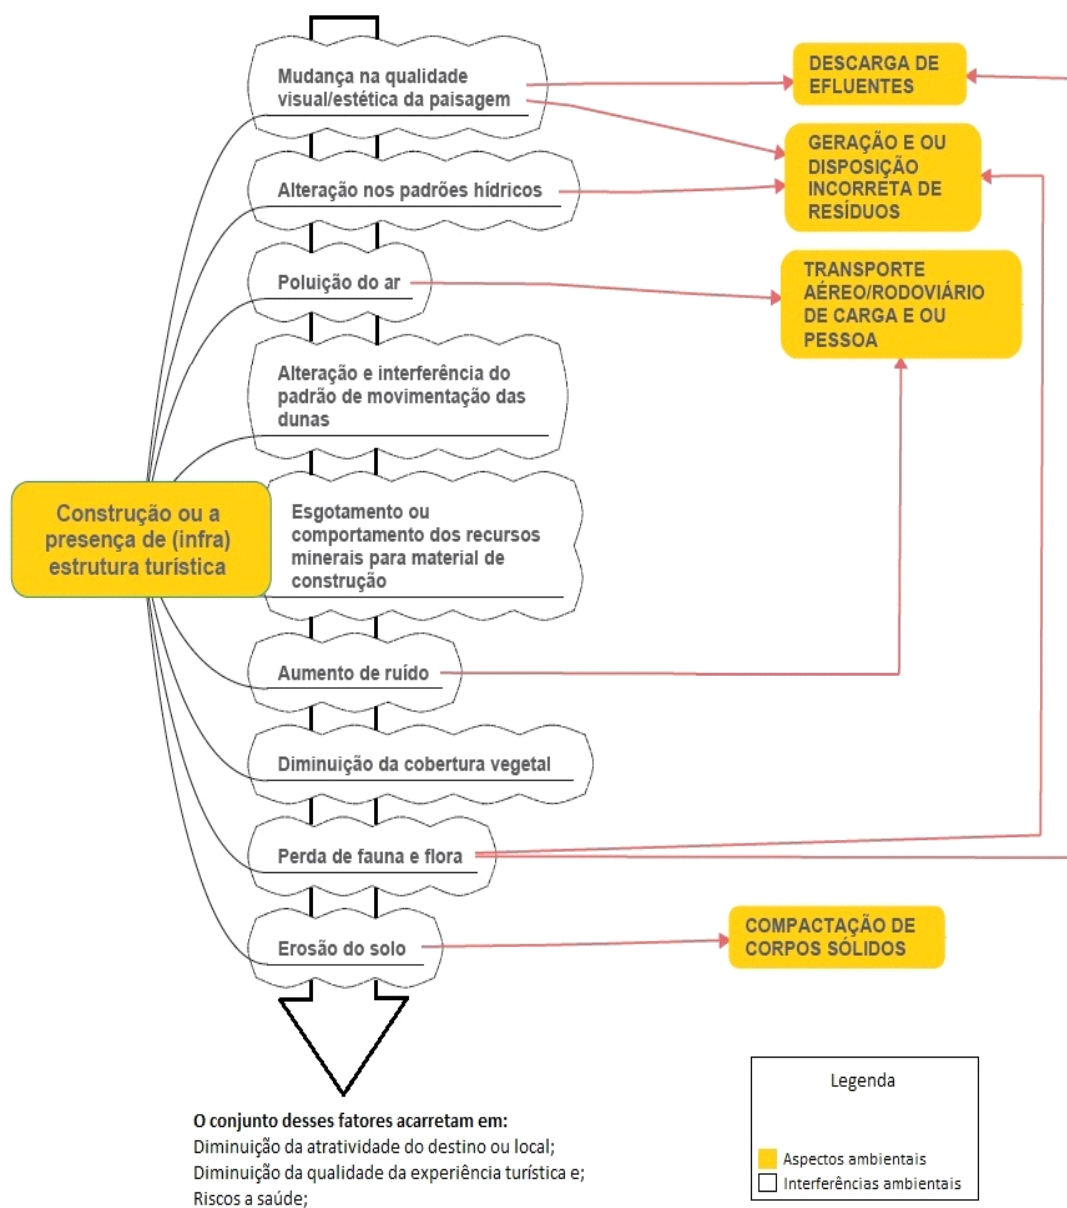 Mudança na qualidade
visual/estética da paisagem
DESCARGA DE
EFLUENTES
GERAÇÃO E OU
DISPOSIÇÃO
INCORRETA DE
RESÍDUOS
Alteração nos padrões hídricos
Poluição do ar
TRANSPORTE
AÉREO/RODOVIÁRIO
DE CARGA E OU
PESSOA
Alteração e interferência do
padrão de movimentação das
dunas
Construção ou a
presença de (infra)
estrutura turística
Esgotamento ou
comportamento dos recursos
minerais para material de
construção
Aumento de ruído
Diminuição da cobertura vegetal
Perda de fauna e flora
Erosão do solo
COMPACTAÇÃO DE
CORPOS SÓLIDOS
O conjunto desses fatores acarretam em:
Diminuição da atratividade do destino ou local;
Diminuição da qualidade da experiência turística e;
Riscos a saúde;
Legenda
Aspectos ambientais
Interferências ambientais